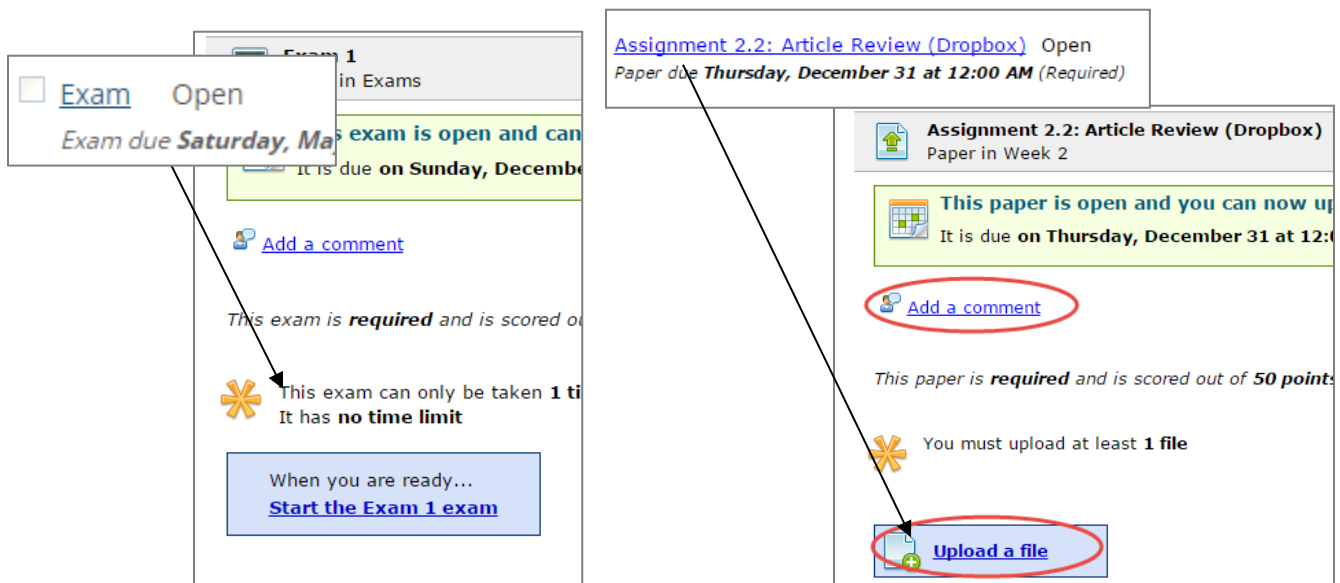 Exam Open
Exam due Saturday, Ma
Exam 1
in Exams
exam is open and can
It is due on Sunday, Decembe
Add a comment
This exam is required and is scored ou
This exam can only be taken 1 ti
It has no time limit
When you are ready...
Start the Exam 1 exam
Assignment 2.2: Article Review (Dropbox) Open
Paper due Thursday, December 31 at 12:00 AM (Required)
Assignment 2.2: Article Review (Dropbox)
Paper in Week 2
This paper is open and you can now up
It is due on Thursday, December 31 at 12:0
Add a comment
This paper is required and is scored out of 50 points
You must upload at least 1 file
Upload a file